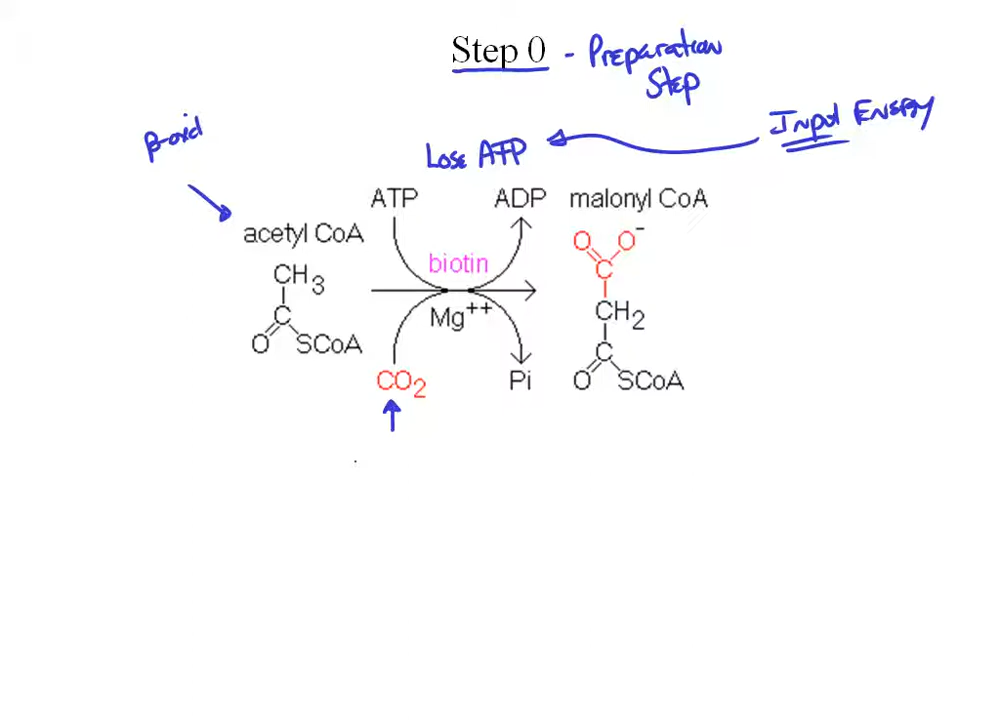 Step 0 - Preparation
Step
β-oxid
Input Energy
Lose ATP
ATP
ADP
malonyl CoA
acetyl CoA
O
O-
CH3
biotin
C
C
Mg++
CH2
O
SCoA
C
CO2
Pi
O
SCoA